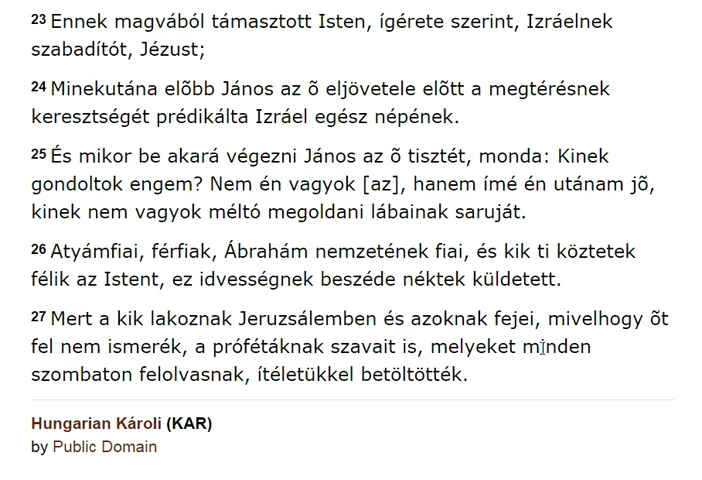 23 Ennek magvából támasztott Isten, ígérete szerint, Izráelnek
szabadítót, Jézust;
24 Minekutána elõbb János az õ eljövetele elõtt a megtérésnek
keresztségét prédikálta Izráel egész népének.
25 És mikor be akará végezni János az õ tisztét, monda: Kinek
gondoltok engem? Nem én vagyok [az], hanem ímé én utánam jõ,
kinek nem vagyok méltó megoldani lábainak saruját.
26 Atyámfiai, férfiak, Ábrahám nemzetének fiai, és kik ti köztetek
félik az Istent, ez idvességnek beszéde néktek küldetett.
27 Mert a kik lakoznak Jeruzsálemben és azoknak fejei, mivelhogy õt
fel nem ismerék, a prófétáknak szavait is, melyeket minden
szombaton felolvasnak, ítéletükkel betöltötték.
Hungarian Károli (KAR)
by Public Domain